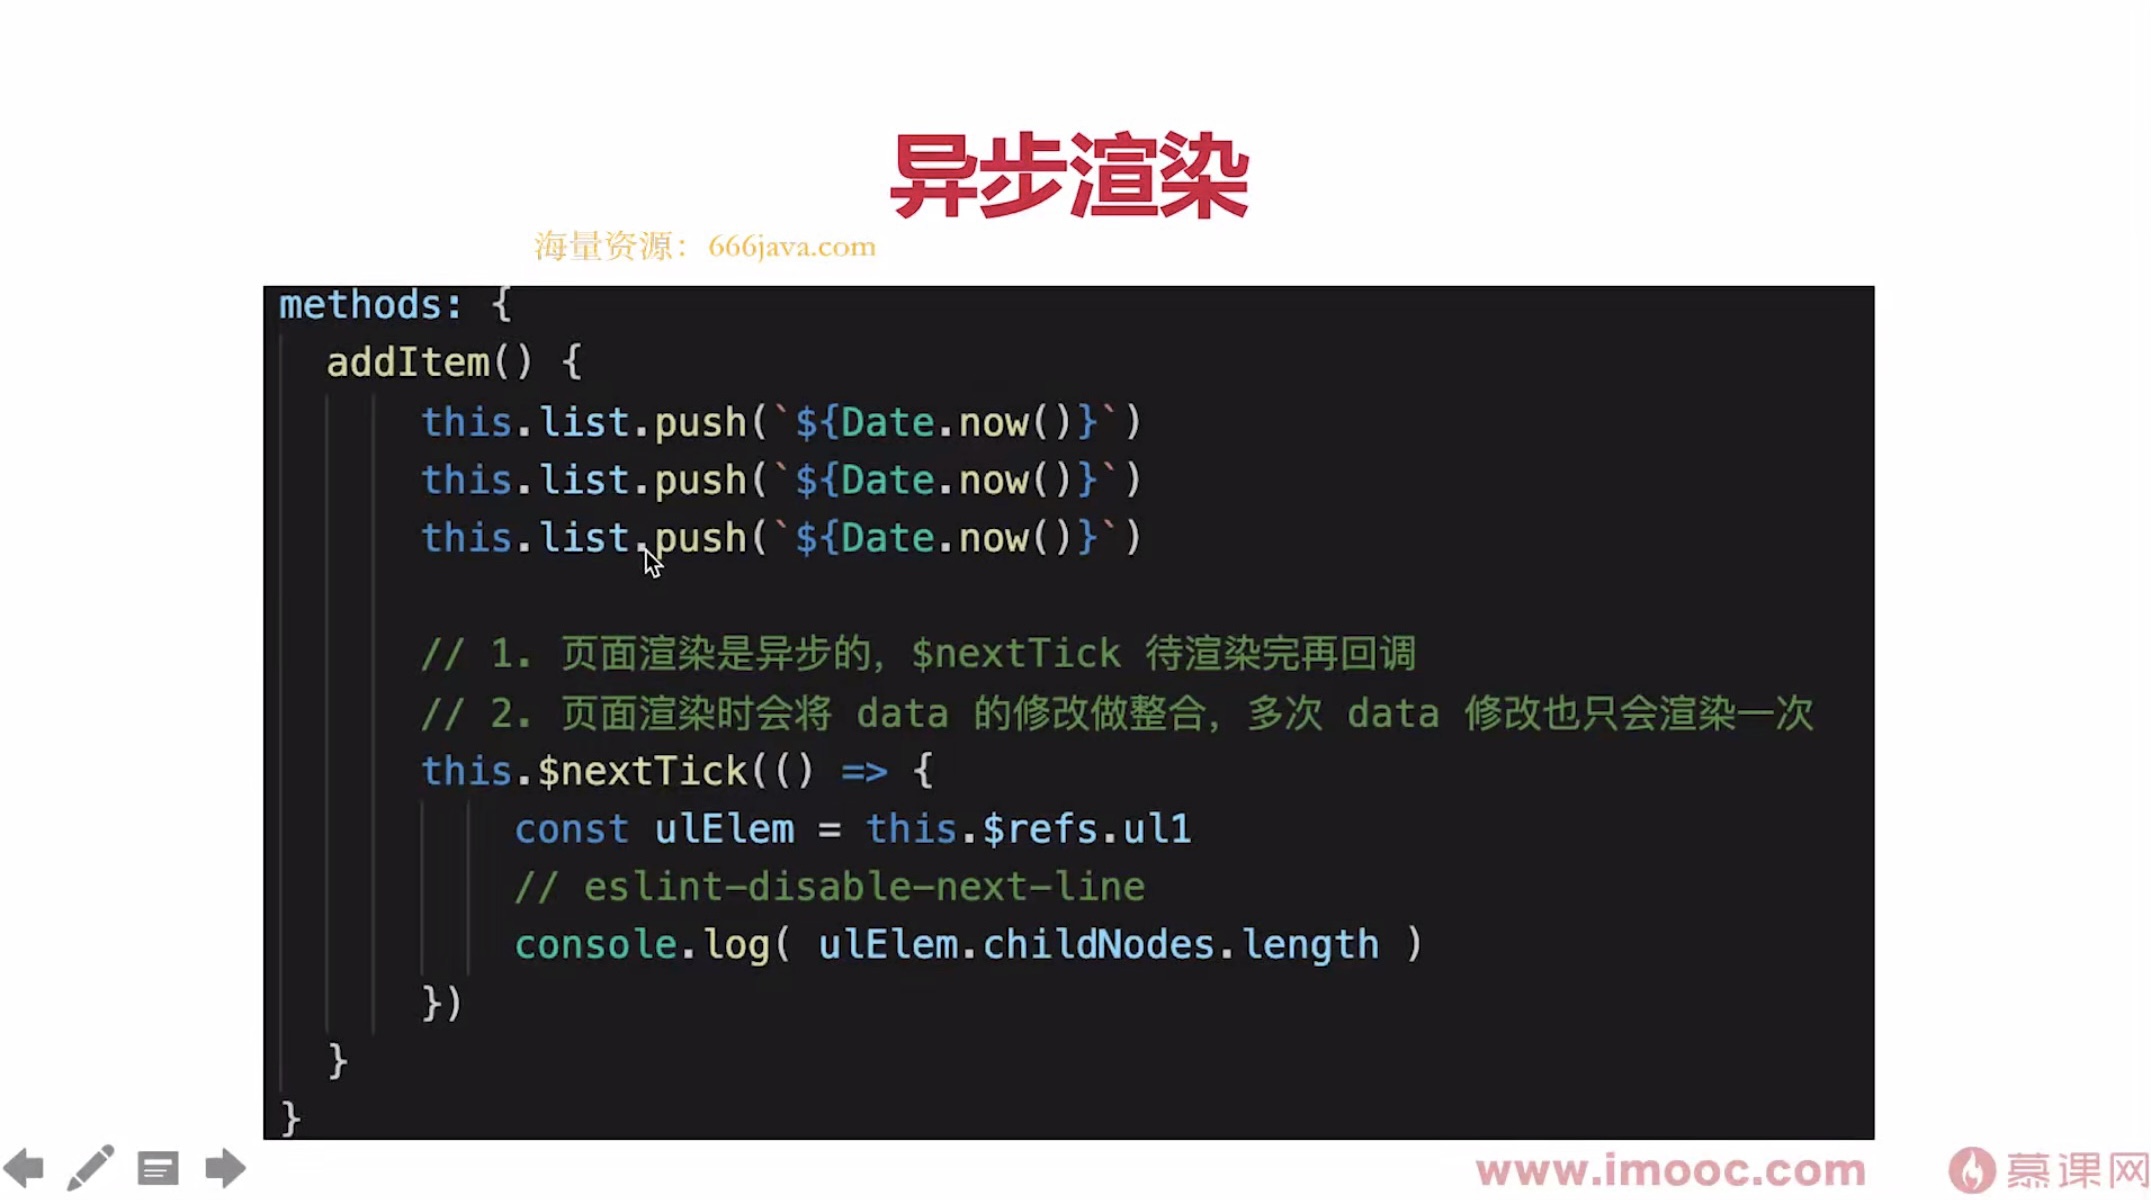 异步渲染
海量资源：666java.com
methods: {
addItem() {
this.list.push(`${Date.now()}`)
this.list.push(`${Date.now()}`)
this.list.push(`${Date.now()}`)
// 1. 页面渲染是异步的，$nextTick 待渲染完再回调
// 2. 页面渲染时会将 data 的修改做整合，多次 data 修改也只会渲染一次
this.$nextTick(() => {
const ulElem = this.$refs.ul1
// eslint-disable-next-line
console.log( ulElem.childNodes.length )
})
}
}
www.imooc.com 慕课网